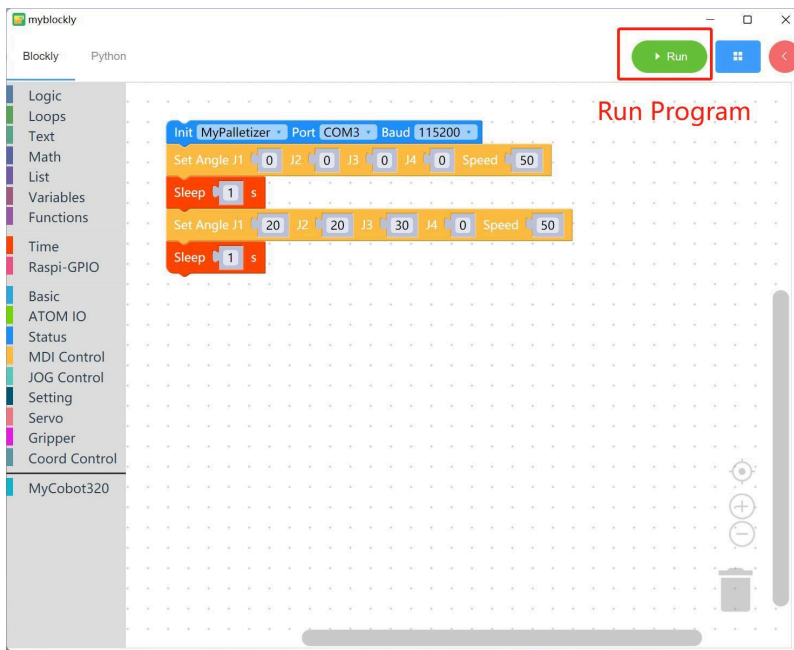 myblockly
Blockly Python
Run
Run Program
Logic
Loops
Text
Math
List
Variables
Functions
Time
Raspi-GPIO
Basic
ATOM IO
Status
MDI Control
JOG Control
Setting
Servo
Gripper
Coord Control
MyCobot320
Init MyPalletizer Port COM3 Baud 115200
Set Angle J1 0 J2 0 J3 0 J4 0 Speed 50
Sleep 1 s
Set Angle J1 20 J2 20 J3 30 J4 0 Speed 50
Sleep 1 s